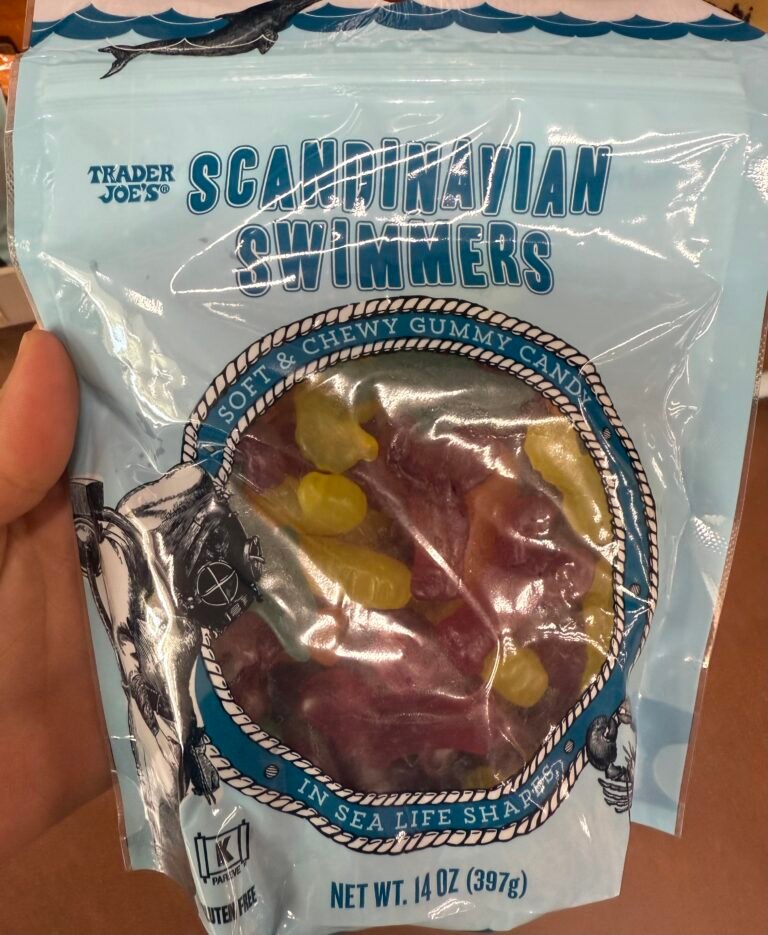 TRADER
JOE'S®
SCANDINAVIAN
SWIMMERS
SOFT & CHEWY GUMMY CANDY
IN SEA LIFE SHAPES
K
PAREVE
GLUTEN FREE
NET WT. 14 OZ (397g)